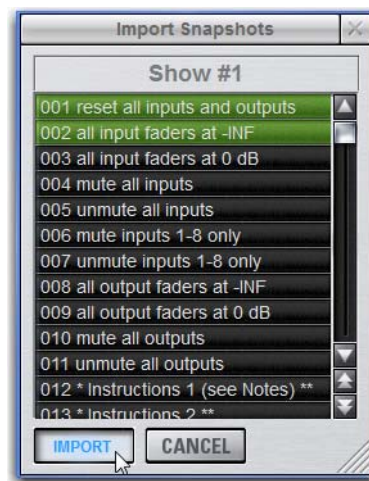 Import Snapshots
Show #1
001 reset all inputs and outputs
002 all input faders at -INF
003 all input faders at 0 dB
004 mute all inputs
005 unmute all inputs
006 mute inputs 1-8 only
007 unmute inputs 1-8 only
008 all output faders at -INF
009 all output faders at 0 dB
010 mute all outputs
011 unmute all outputs
012 * Instructions 1 (see Notes) **
013 * Instructions 2 **
IMPORT
CANCEL